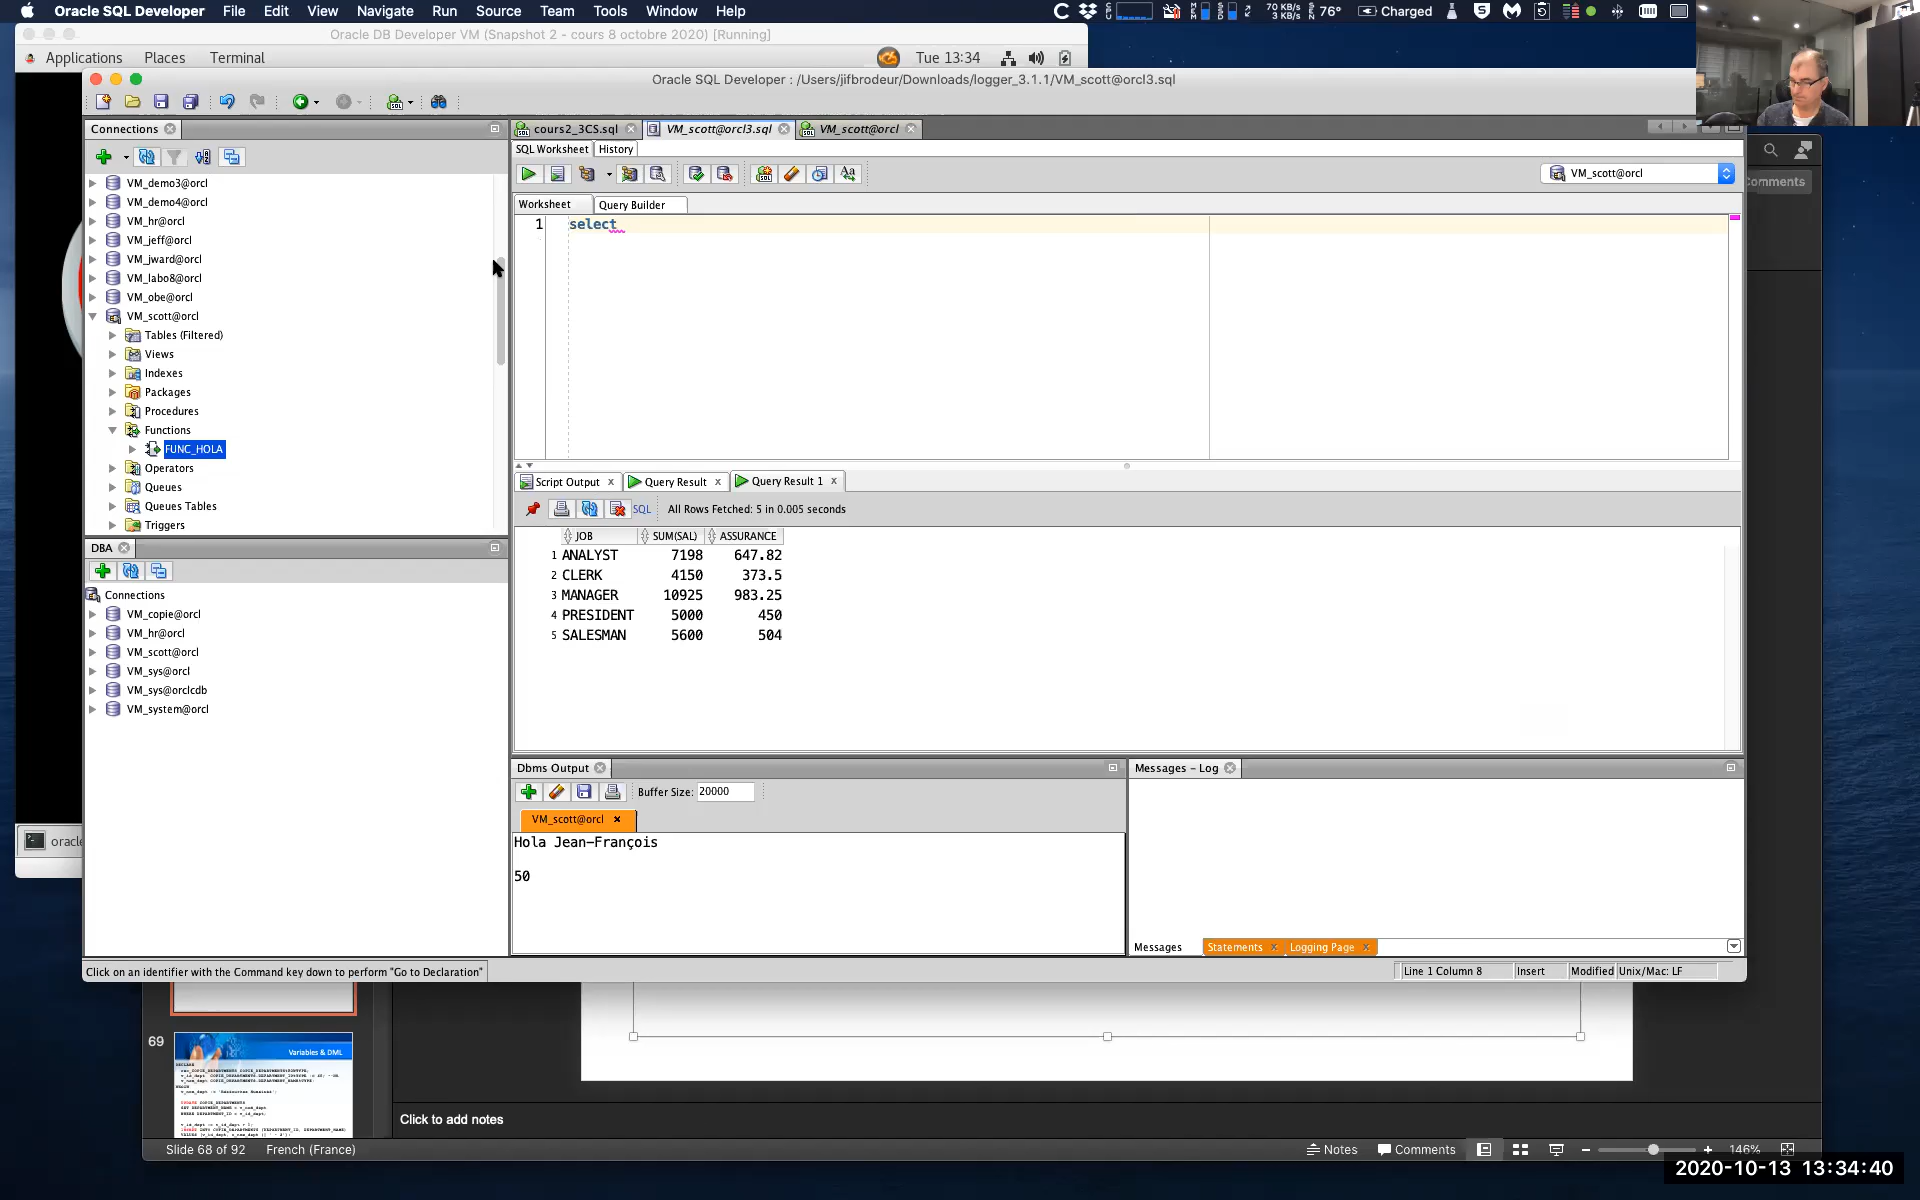 Oracle SQL Developer File Edit View Navigate Run Source Team Tools Window Help
70 KB/s
3 KB/s
76° Charged
Oracle DB Developer VM (Snapshot 2 - cours 8 octobre 2020) [Running]
Applications Places Terminal Tue 13:34
Oracle SQL Developer : /Users/jifbrodeur/Downloads/logger_3.1.1/VM_scott@orcl3.sql
Connections
VM_demo3@orcl
VM_demo4@orcl
VM_hr@orcl
VM_jeff@orcl
VM_jward@orcl
VM_labo8@orcl
VM_obe@orcl
VM_scott@orcl
Tables (Filtered)
Views
Indexes
Packages
Procedures
Functions
FUNC_HOLA
Operators
Queues
Queues Tables
Triggers
DBA
Connections
VM_copie@orcl
VM_hr@orcl
VM_scott@orcl
VM_sys@orcl
VM_sys@orclcdb
VM_system@orcl
cours2_3CS.sql VM_scott@orcl3.sql VM_scott@orcl
SQL Worksheet History
VM_scott@orcl
Worksheet Query Builder
1 select
Script Output Query Result Query Result 1
SQL All Rows Fetched: 5 in 0.005 seconds
JOB SUM(SAL) ASSURANCE
1 ANALYST 7198 647.82
2 CLERK 4150 373.5
3 MANAGER 10925 983.25
4 PRESIDENT 5000 450
5 SALESMAN 5600 504
Dbms Output
Buffer Size: 20000
VM_scott@orcl
Hola Jean-François
50
Messages - Log
Messages Statements Logging Page
Click on an identifier with the Command key down to perform "Go to Declaration"
Line 1 Column 8 Insert Modified Unix/Mac: LF
omments
oracle
69
Variables & DML
Click to add notes
Slide 68 of 92 French (France)
Notes Comments 146%
2020-10-13 13:34:40